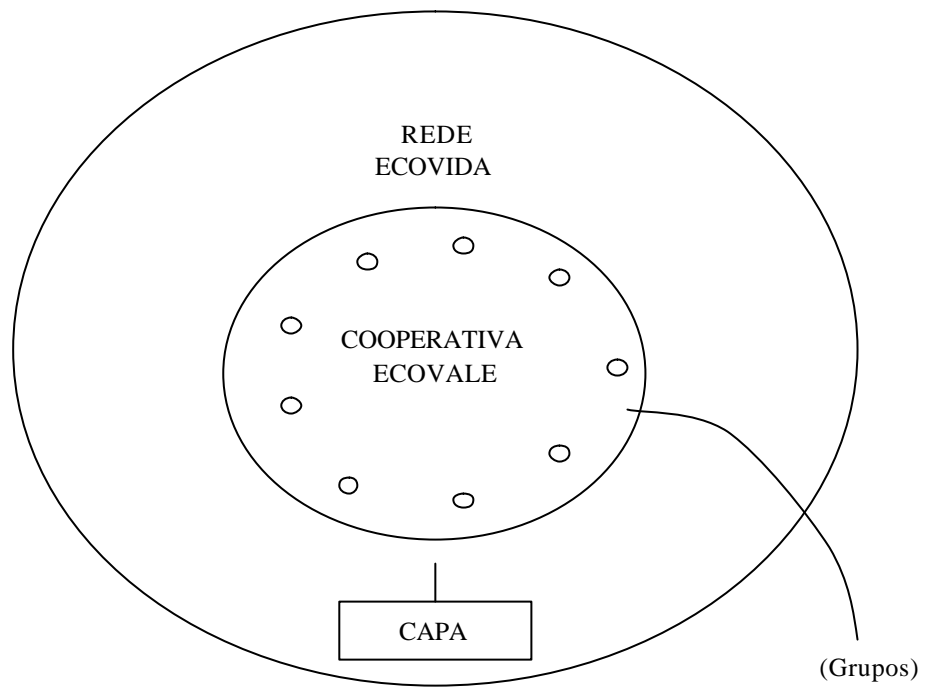 REDE
ECOVIDA
COOPERATIVA
ECOVALE
CAPA
(Grupos)